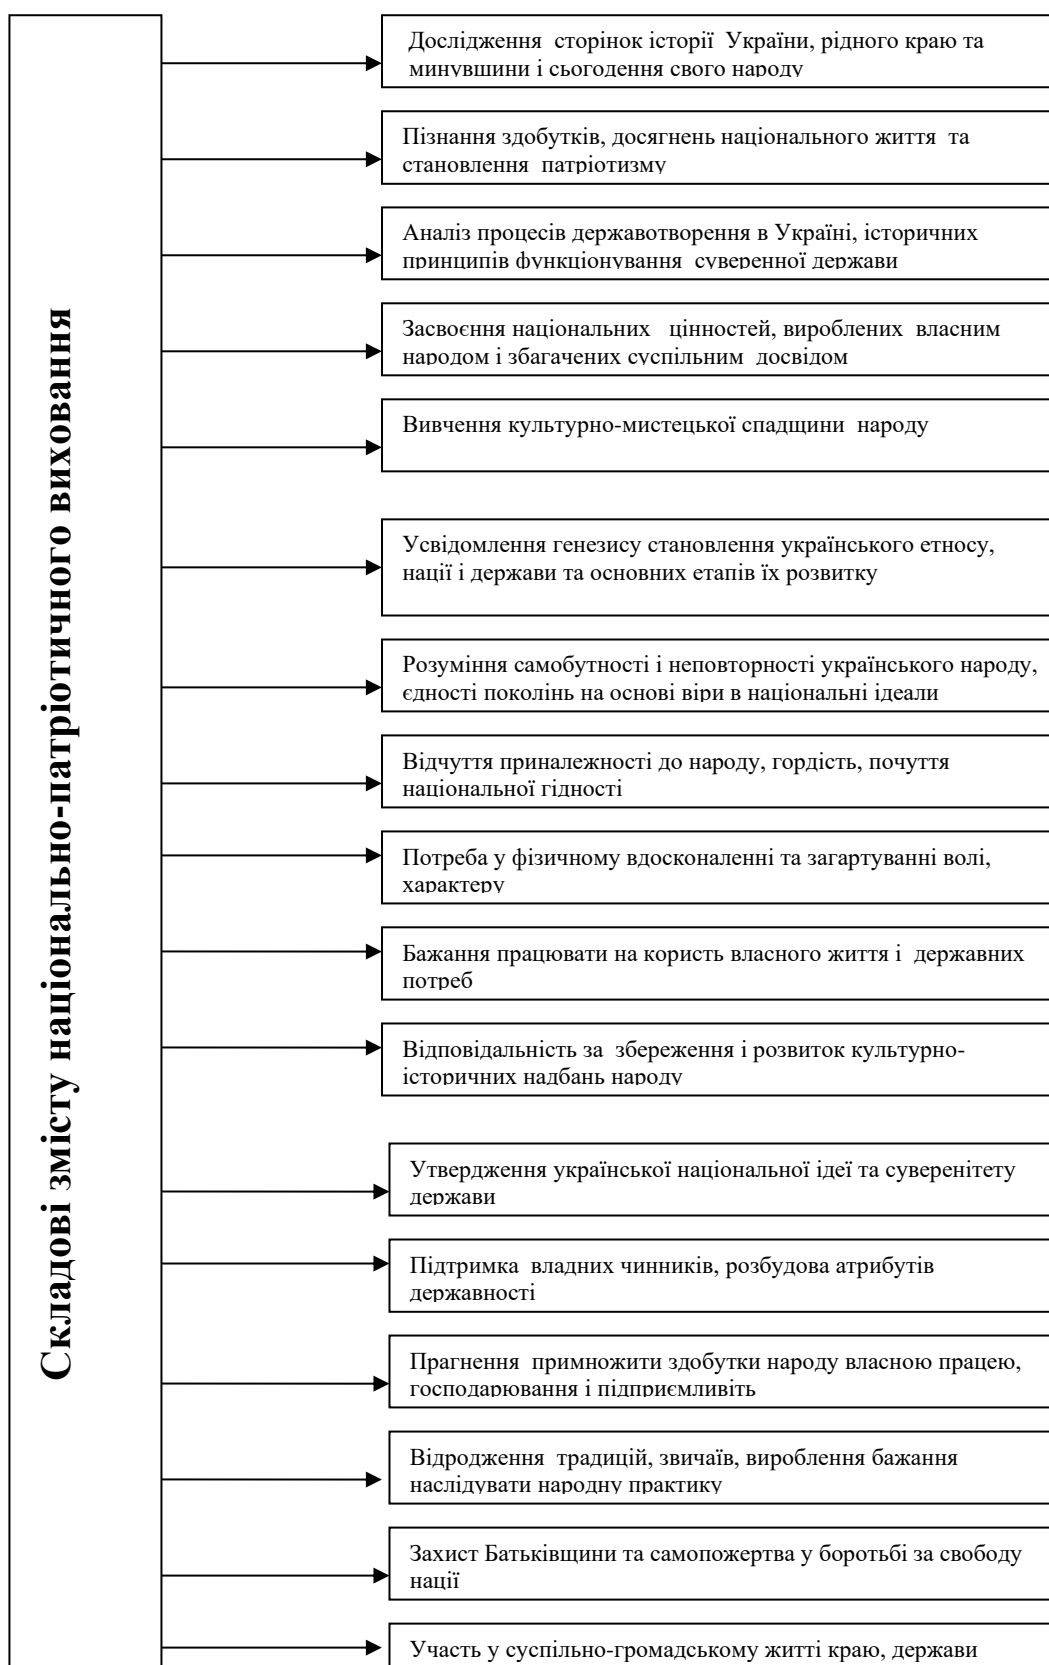 Складові змісту національно-патріотичного виховання
Дослідження сторінок історії України, рідного краю та
минувшини і сьогодення свого народу
Пізнання здобутків, досягнень національного життя та
становлення патріотизму
Аналіз процесів державотворення в Україні, історичних
принципів функціонування суверенної держави
Засвоєння національних цінностей, вироблених власним
народом і збагачених суспільним досвідом
Вивчення культурно-мистецької спадщини народу
Усвідомлення генезису становлення українського етносу,
нації і держави та основних етапів їх розвитку
Розуміння самобутності і неповторності українського народу,
єдності поколінь на основі віри в національні ідеали
Відчуття приналежності до народу, гордість, почуття
національної гідності
Потреба у фізичному вдосконаленні та загартуванні волі,
характеру
Бажання працювати на користь власного життя і державних
потреб
Відповідальність за збереження і розвиток культурно-
історичних надбань народу
Утвердження української національної ідеї та суверенітету
держави
Підтримка владних чинників, розбудова атрибутів
державності
Прагнення примножити здобутки народу власною працею,
господарювання і підприємливіть
Відродження традицій, звичаїв, вироблення бажання
наслідувати народну практику
Захист Батьківщини та самопожертва у боротьбі за свободу
нації
Участь у суспільно-громадському житті краю, держави